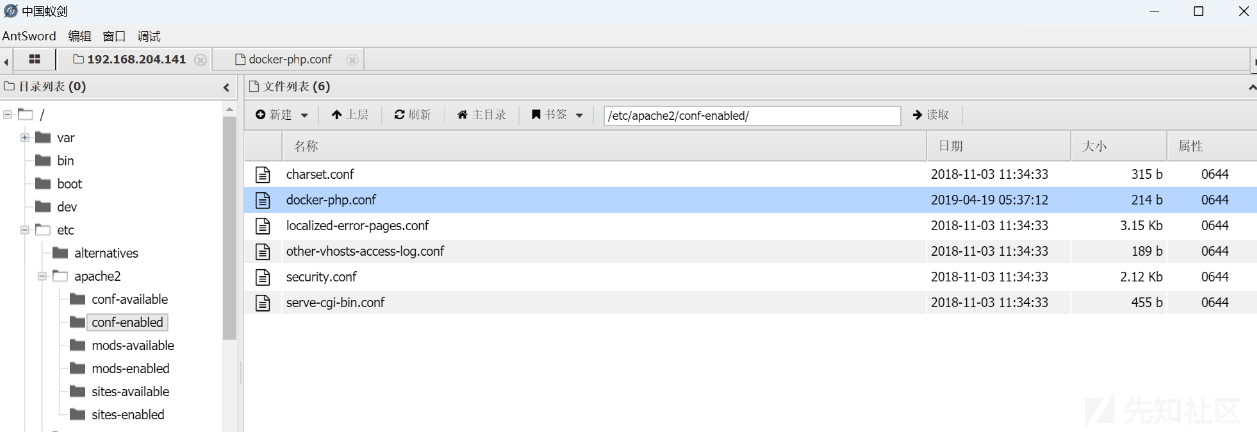 中国蚁剑
AntSword 编辑 窗口 调试
192.168.204.141 docker-php.conf
目录列表 (0)
文件列表 (6)
新建 上层 刷新 主目录 书签 /etc/apache2/conf-enabled/ 读取
名称 日期 大小 属性
charset.conf 2018-11-03 11:34:33 315 b 0644
docker-php.conf 2019-04-19 05:37:12 214 b 0644
localized-error-pages.conf 2018-11-03 11:34:33 3.15 Kb 0644
other-vhosts-access-log.conf 2018-11-03 11:34:33 189 b 0644
security.conf 2018-11-03 11:34:33 2.12 Kb 0644
serve-cgi-bin.conf 2018-11-03 11:34:33 455 b 0644
/
var
bin
boot
dev
etc
alternatives
apache2
conf-available
conf-enabled
mods-available
mods-enabled
sites-available
sites-enabled
先知社区